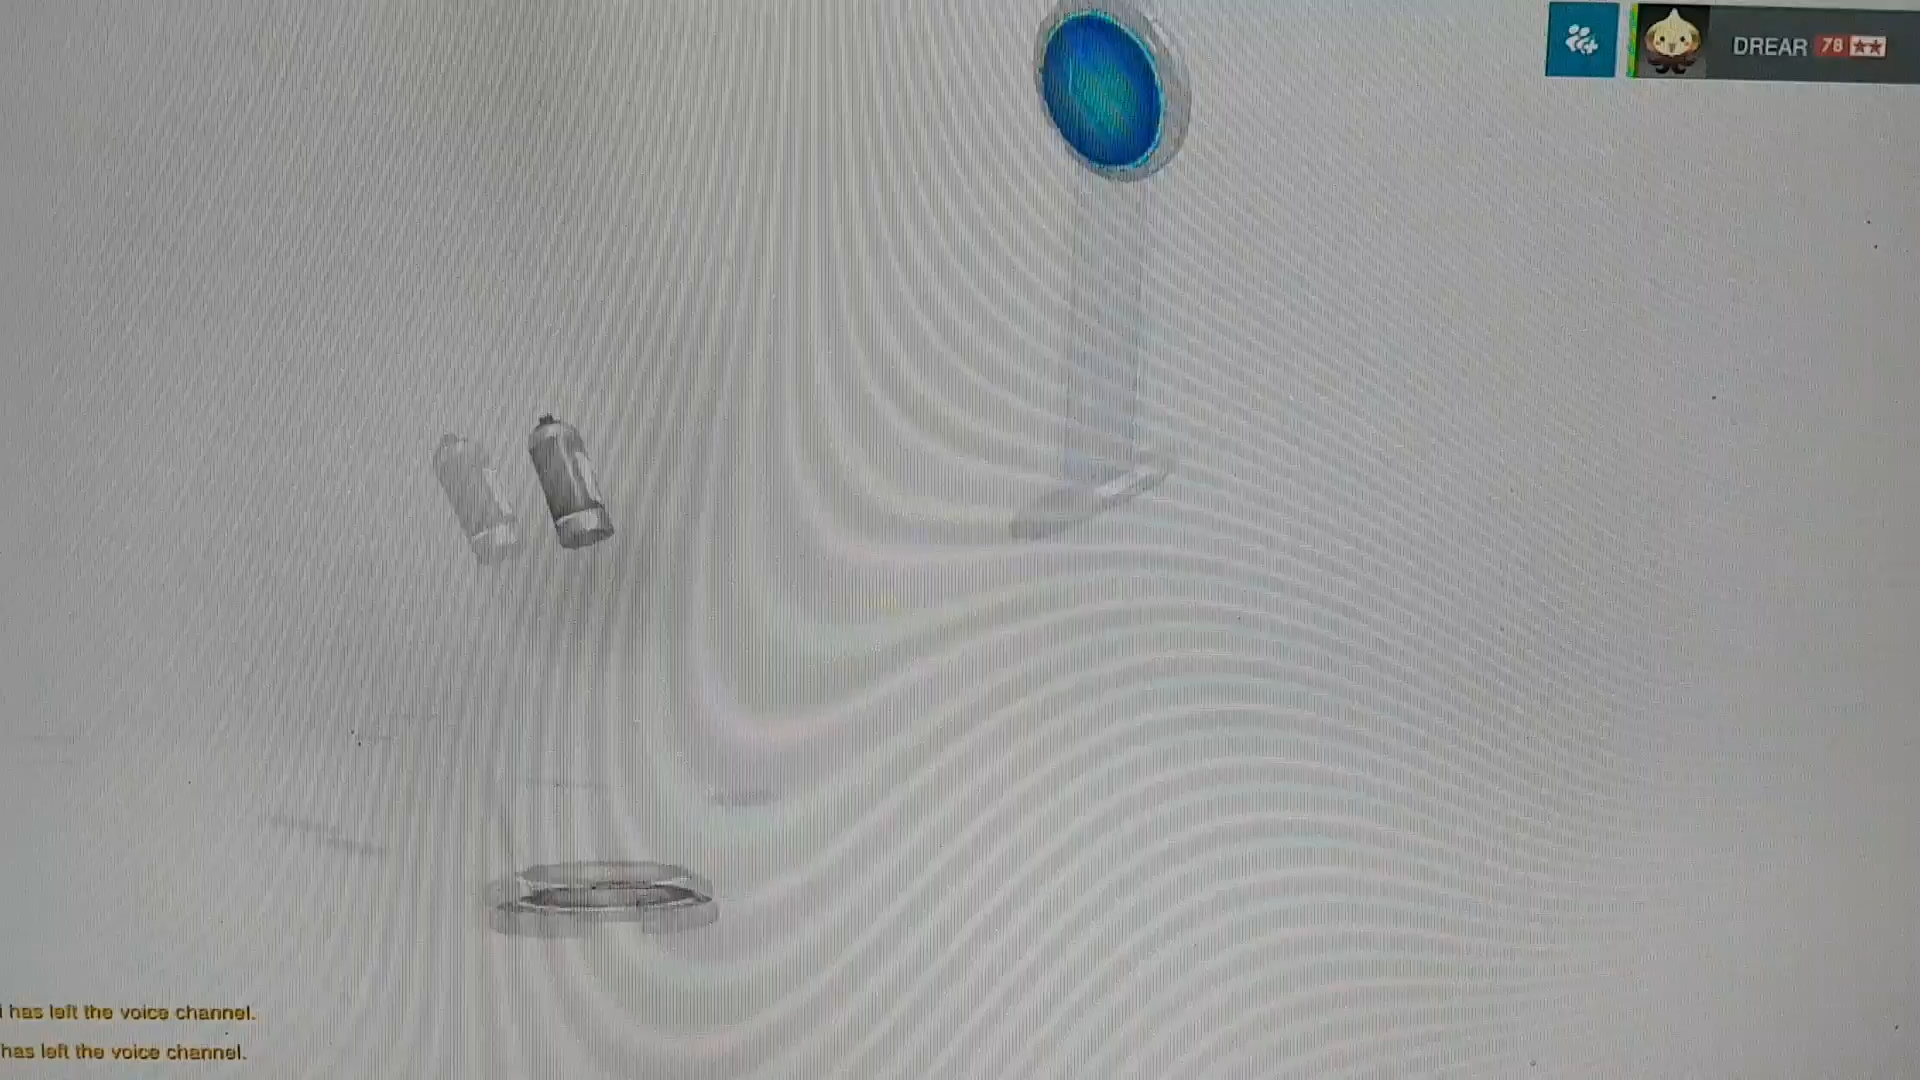 DREAR 78
has left the voice channel.
has left the voice channel.